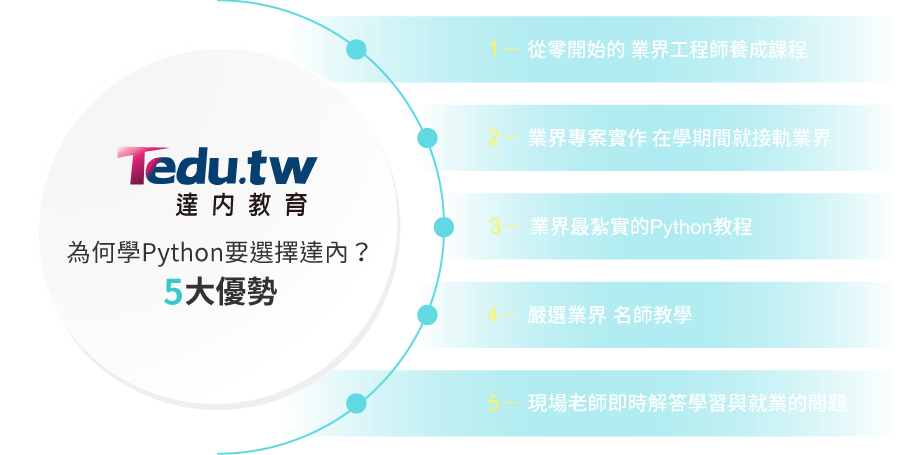 Tedu.tw
達內教育
為何學Python要選擇達內？
5大優勢
1 — 從零開始的 業界工程師養成課程
2 — 業界專案實作 在學期間就接軌業界
3 — 業界最紮實的Python教程
4 — 嚴選業界 名師教學
5 — 現場老師即時解答學習與就業的問題